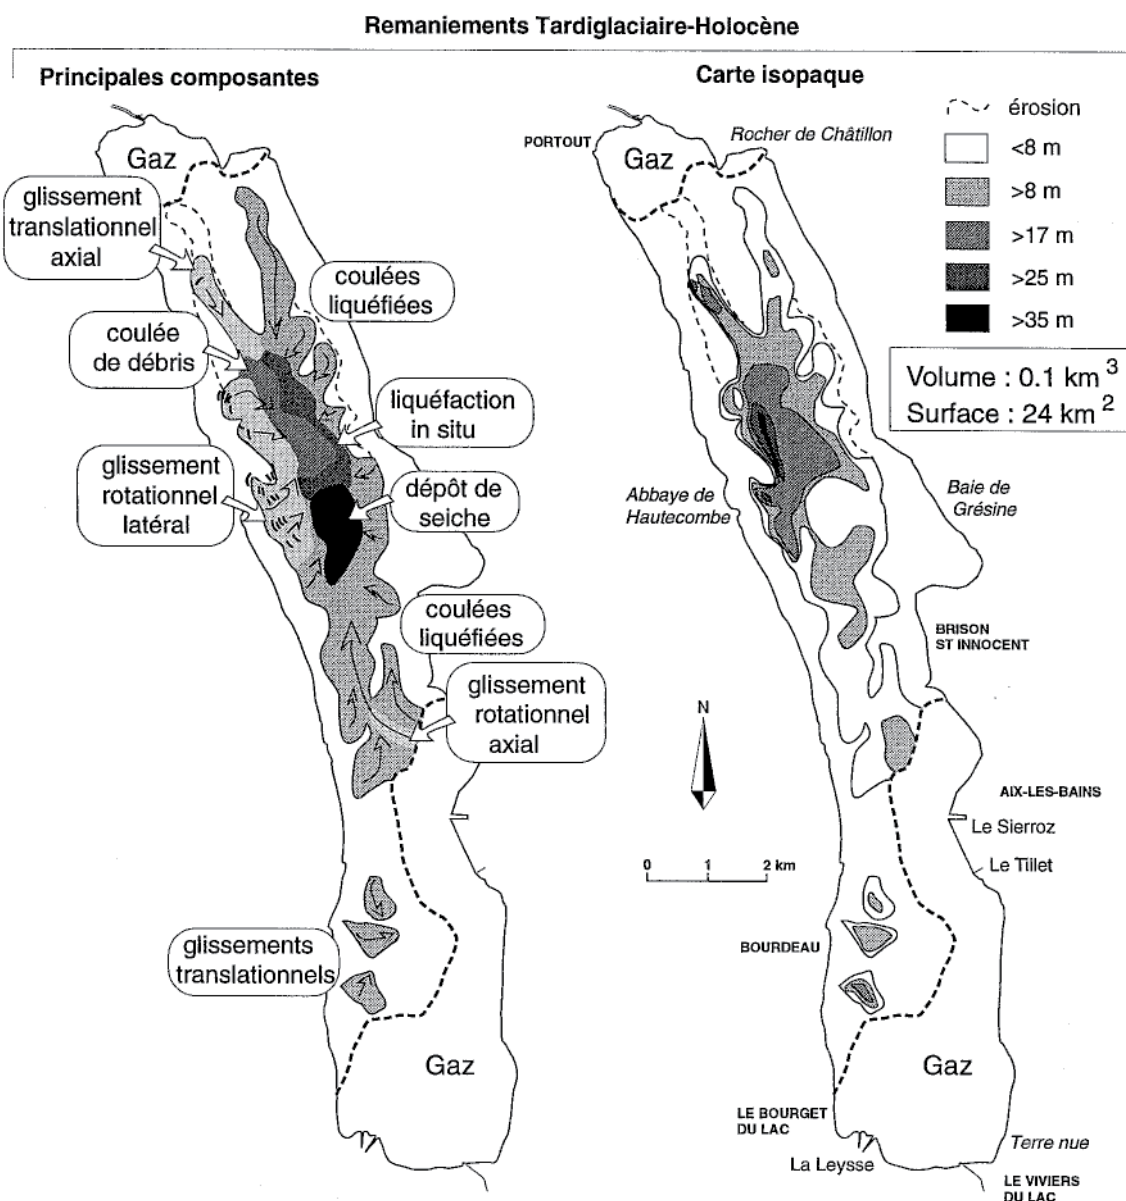 Remaniements Tardiglaciaire-Holocène
Principales composantes
Gaz
glissement
translationnel
axial
coulées
liquéfiées
coulée
de débris
liquéfaction
in situ
glissement
rotationnel
latéral
dépôt de
seiche
coulées
liquéfiées
glissement
rotationnel
axial
glissements
translationnels
Gaz
Carte isopaque
PORTOUT
Gaz
Rocher de Châtillon
érosion
<8 m
>8 m
>17 m
>25 m
>35 m
Volume : 0.1 km 3
Surface : 24 km 2
Abbaye de
Hautecombe
Baie de
Grésine
BRISON
ST INNOCENT
N
AIX-LES-BAINS
Le Sierroz
0 1 2 km
Le Tillet
BOURDEAU
Gaz
LE BOURGET
DU LAC
Terre nue
La Leysse
LE VIVIERS
DU LAC